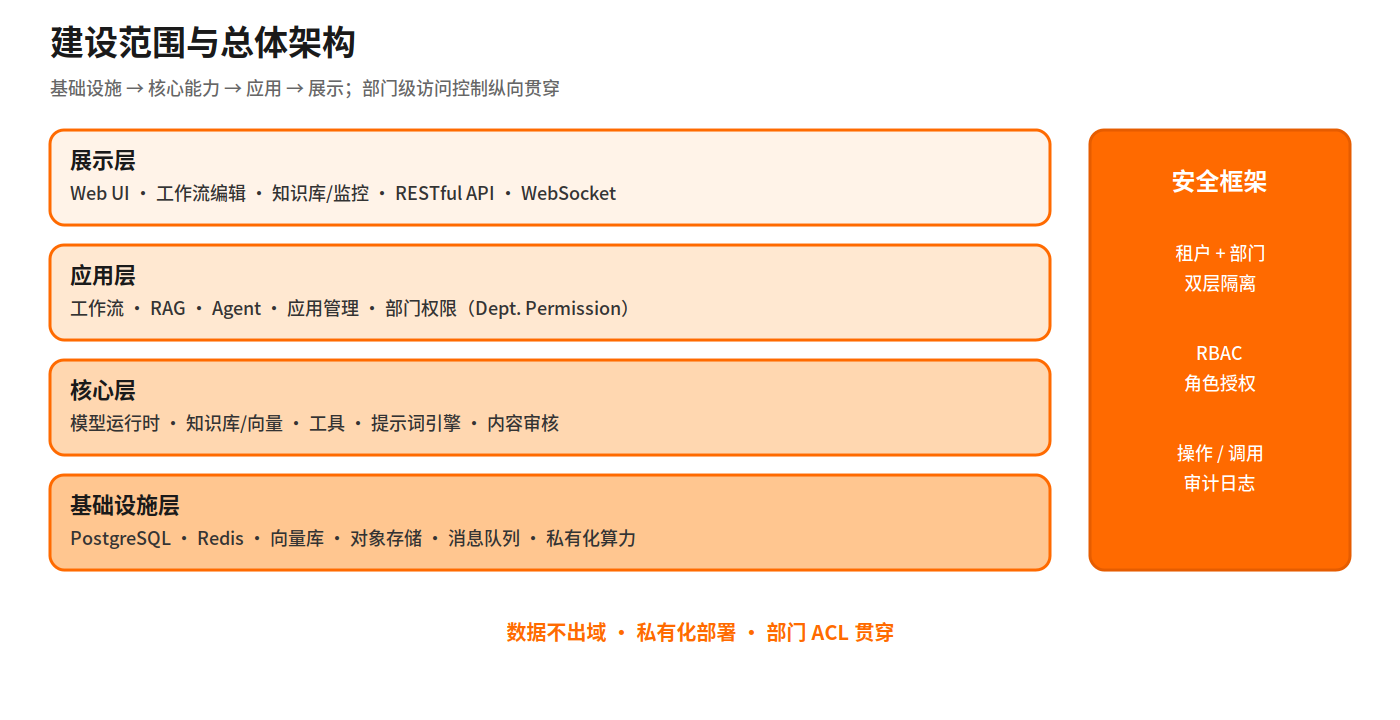 建设范围与总体架构
基础设施 → 核心能力 → 应用 → 展示；部门级访问控制纵向贯穿
展示层
Web UI · 工作流编辑 · 知识库/监控 · RESTful API · WebSocket
应用层
工作流 · RAG · Agent · 应用管理 · 部门权限（Dept. Permission）
核心层
模型运行时 · 知识库/向量 · 工具 · 提示词引擎 · 内容审核
基础设施层
PostgreSQL · Redis · 向量库 · 对象存储 · 消息队列 · 私有化算力
安全框架
租户 + 部门
双层隔离
RBAC
角色授权
操作 / 调用
审计日志
数据不出域 · 私有化部署 · 部门 ACL 贯穿